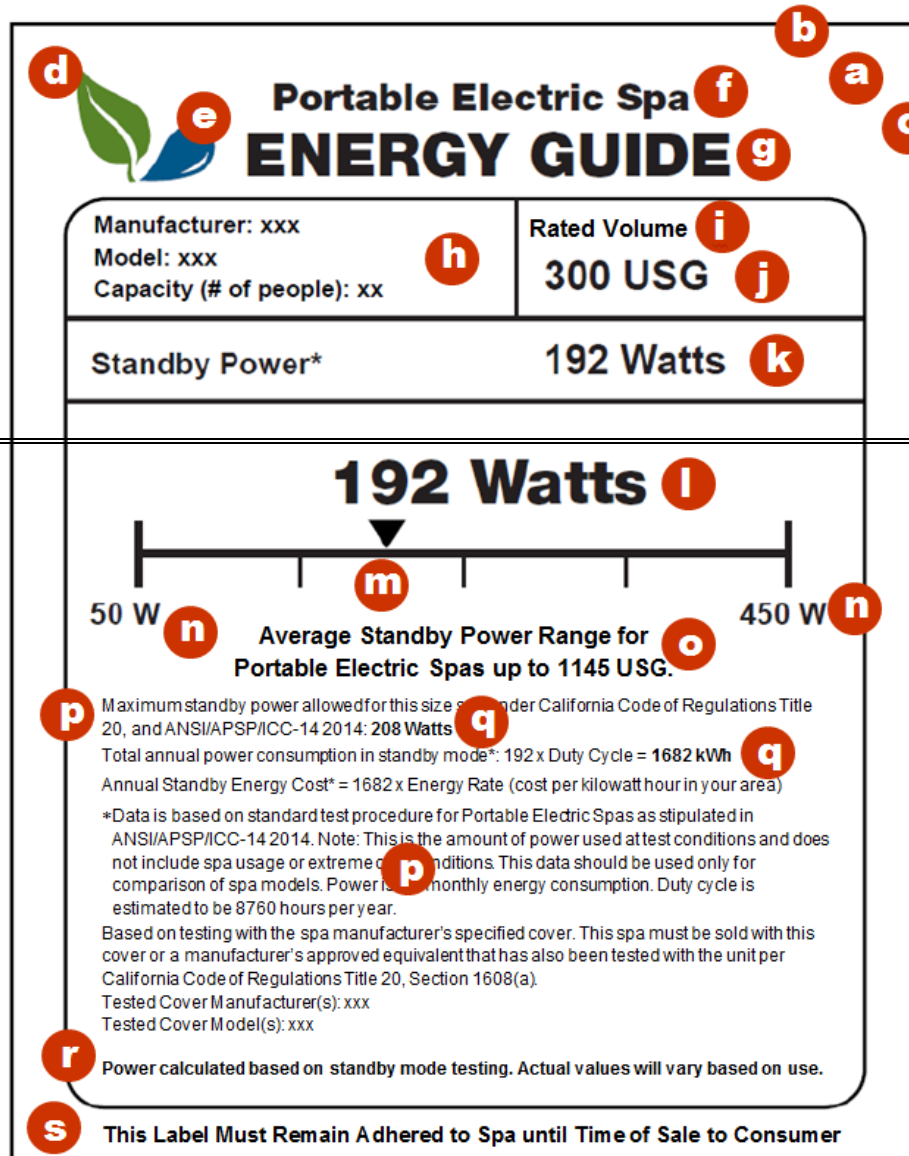 b
d
a
Portable Electric Spa f
e
c
ENERGY GUIDE g
Manufacturer: xxx
Model: xxx
Capacity (# of people): xx
h
Rated Volume i
300 USG j
Standby Power* 192 Watts k
192 Watts l
m
50 W n
450 W n
Average Standby Power Range for
Portable Electric Spas up to 1145 USG. o
p Maximum standby power allowed for this size under California Code of Regulations Title
20, and ANSI/APSP/ICC-14 2014: 208 Watts q
Total annual power consumption in standby mode*: 192 x Duty Cycle = 1682 kWh q
Annual Standby Energy Cost* = 1682 x Energy Rate (cost per kilowatt hour in your area)
*Data is based on standard test procedure for Portable Electric Spas as stipulated in
ANSI/APSP/ICC-14 2014. Note: This is the amount of power used at test conditions and does
not include spa usage or extreme p conditions. This data should be used only for
comparison of spa models. Power is monthly energy consumption. Duty cycle is
estimated to be 8760 hours per year.
Based on testing with the spa manufacturer's specified cover. This spa must be sold with this
cover or a manufacturer's approved equivalent that has also been tested with the unit per
California Code of Regulations Title 20, Section 1608(a).
Tested Cover Manufacturer(s): xxx
Tested Cover Model(s): xxx
r Power calculated based on standby mode testing. Actual values will vary based on use.
s This Label Must Remain Adhered to Spa until Time of Sale to Consumer